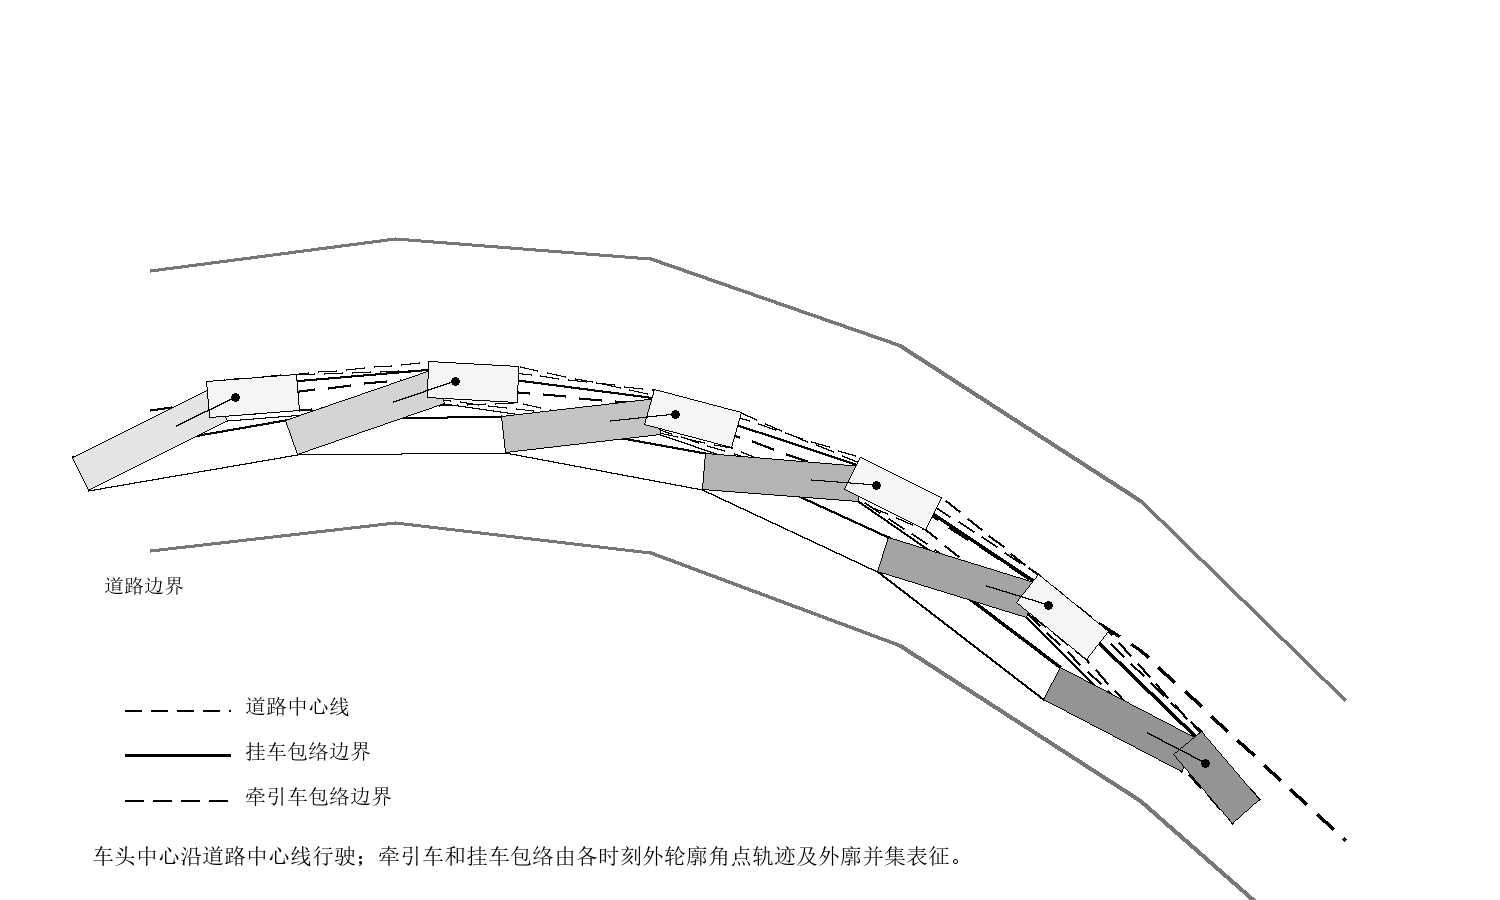 道路边界
道路中心线
挂车包络边界
牵引车包络边界
车头中心沿道路中心线行驶；牵引车和挂车包络由各时刻外轮廓角点轨迹及外廓并集表征。